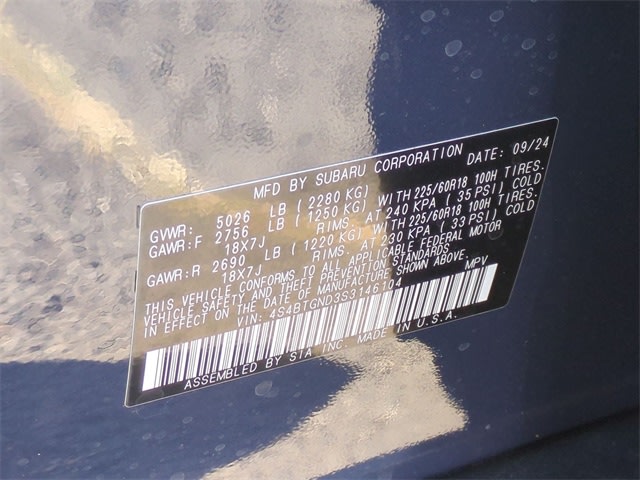 MFD BY SUBARU CORPORATION DATE: 09/24
GVWR: 5026 LB (2280 KG)
GAWR:F 2756 LB (1250 KG) WITH 225/60R18 100H TIRES.
18X7J RIMS. AT 240 KPA (35 PSI) COLD.
GAWR:R 2690 LB (1220 KG) WITH 225/60R18 100H TIRES.
18X7J RIMS. AT 230 KPA (33 PSI) COLD.
THIS VEHICLE CONFORMS TO ALL APPLICABLE FEDERAL MOTOR
VEHICLE SAFETY AND THEFT PREVENTION STANDARDS
IN EFFECT ON THE DATE OF MANUFACTURE SHOWN ABOVE.
VIN: 4S4BTGND3S3146104 MPV
ASSEMBLED BY SIA INC. MADE IN U.S.A.